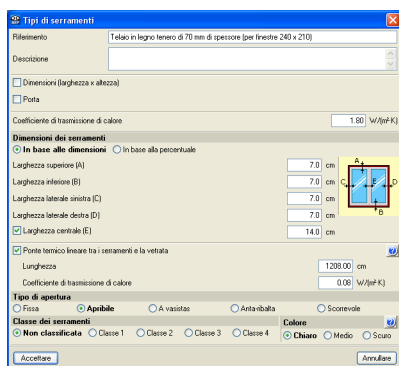 Tipi di serramenti
Riferimento Telaio in legno tenero di 70 mm di spessore (per finestre 240 x 210)
Descrizione
Dimensioni (larghezza x altezza)
Porta
Coefficiente di trasmissione di calore 1.80 W/(m²·K)
Dimensioni dei serramenti
In base alle dimensioni In base alla percentuale
Larghezza superiore (A) 7.0 cm
Larghezza inferiore (B) 7.0 cm
Larghezza laterale sinistra (C) 7.0 cm
Larghezza laterale destra (D) 7.0 cm
Larghezza centrale (E) 14.0 cm
A
C E D
B
Ponte termico lineare tra i serramenti e la vetrata
Lunghezza 1208.00 cm
Coefficiente di trasmissione di calore 0.08 W/(m·K)
Tipo di apertura
Fissa Apribile A vasistas Anta-ribalta Scorrevole
Classe dei serramenti Colore
Non classificata Classe 1 Classe 2 Classe 3 Classe 4 Chiaro Medio Scuro
Accettare Annullare